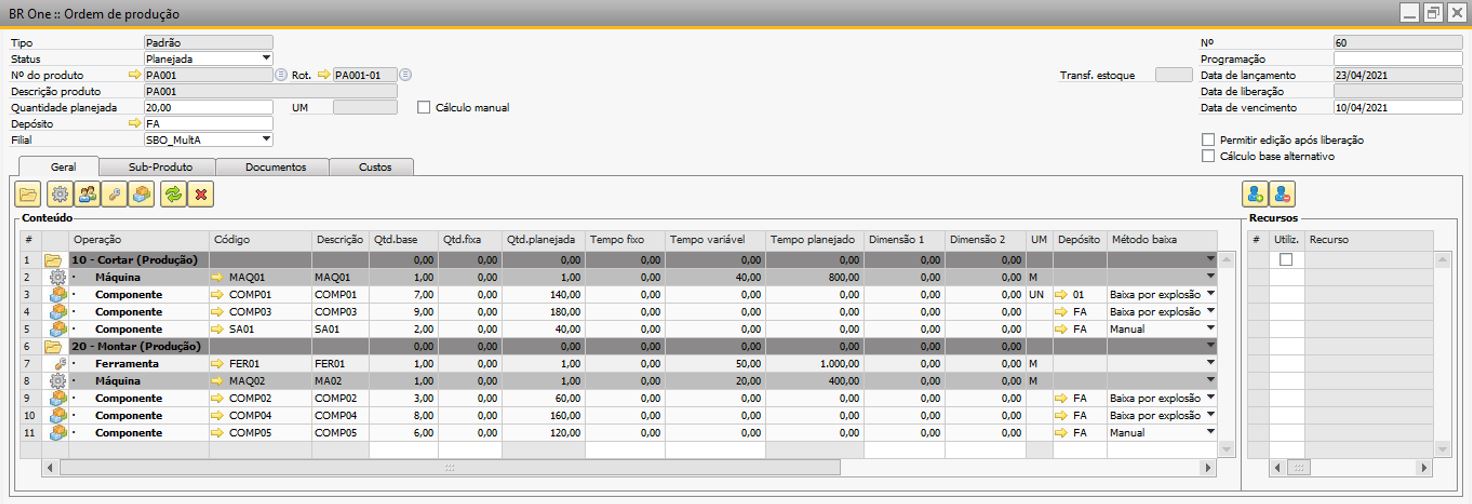 BR One :: Ordem de produção
Tipo Padrão Nº 60
Status Planejada Programação
Nº do produto PA001 Rot. PA001-01 Transf. estoque Data de lançamento 23/04/2021
Descrição produto PA001 Data de liberação
Quantidade planejada 20,00 UM Cálculo manual Data de vencimento 10/04/2021
Depósito FA
Filial SBO_MultA Permitir edição após liberação
Cálculo base alternativo
Geral Sub-Produto Documentos Custos
Conteúdo Recursos
# Operação Código Descrição Qtd.base Qtd.fixa Qtd.planejada Tempo fixo Tempo variável Tempo planejado Dimensão 1 Dimensão 2 UM Depósito Método baixa # Utiliz. Recurso
1 10 - Cortar (Produção) 0,00 0,00 0,00 0,00 0,00 0,00 0,00 0,00
2 · Máquina MAQ01 MAQ01 1,00 0,00 1,00 0,00 40,00 800,00 0,00 0,00 M
3 · Componente COMP01 COMP01 7,00 0,00 140,00 0,00 0,00 0,00 0,00 0,00 UN 01 Baixa por explosão
4 · Componente COMP03 COMP03 9,00 0,00 180,00 0,00 0,00 0,00 0,00 0,00 FA Baixa por explosão
5 · Componente SA01 SA01 2,00 0,00 40,00 0,00 0,00 0,00 0,00 0,00 FA Manual
6 20 - Montar (Produção) 0,00 0,00 0,00 0,00 0,00 0,00 0,00 0,00
7 · Ferramenta FER01 FER01 1,00 0,00 1,00 0,00 50,00 1.000,00 0,00 0,00 M
8 · Máquina MAQ02 MA02 1,00 0,00 1,00 0,00 20,00 400,00 0,00 0,00 M
9 · Componente COMP02 COMP02 3,00 0,00 60,00 0,00 0,00 0,00 0,00 0,00 FA Baixa por explosão
10 · Componente COMP04 COMP04 8,00 0,00 160,00 0,00 0,00 0,00 0,00 0,00 FA Baixa por explosão
11 · Componente COMP05 COMP05 6,00 0,00 120,00 0,00 0,00 0,00 0,00 0,00 FA Manual